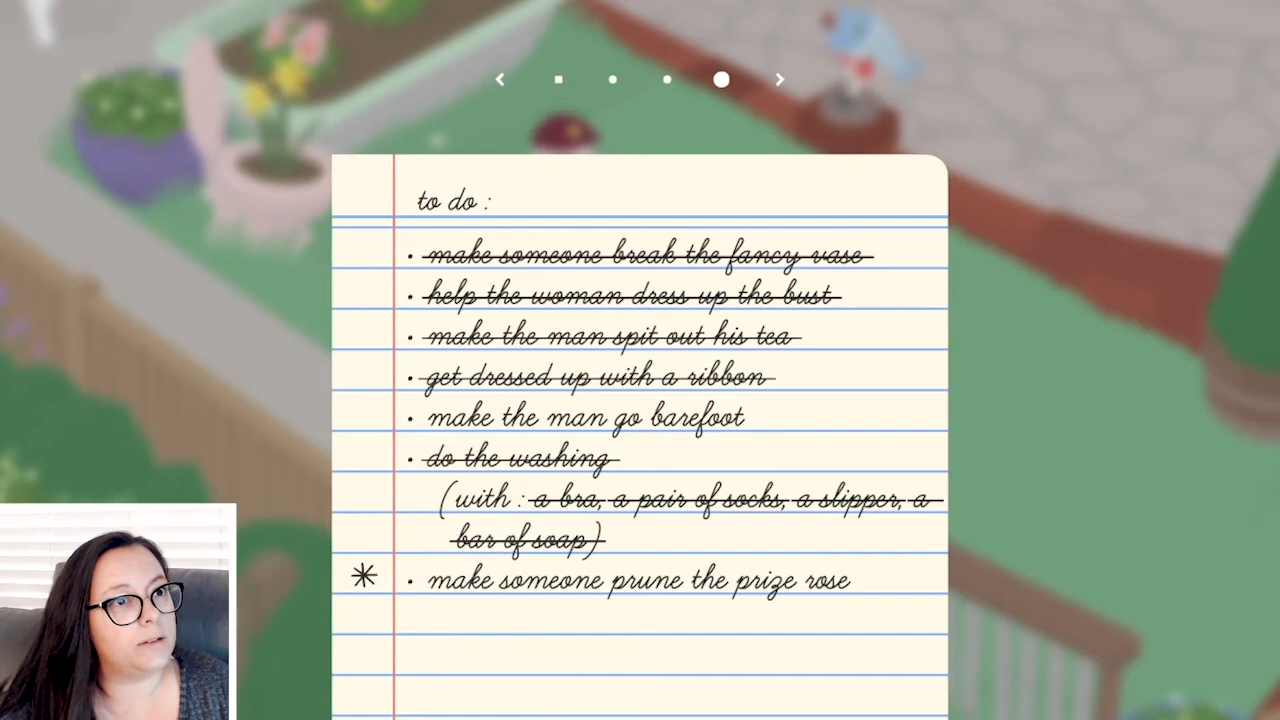 to do :
• make someone break the fancy vase
• help the woman dress up the bust
• make the man spit out his tea
• get dressed up with a ribbon
• make the man go barefoot
• do the washing
(with : a bra, a pair of socks, a slipper, a
bar of soap)
• make someone prune the prize rose